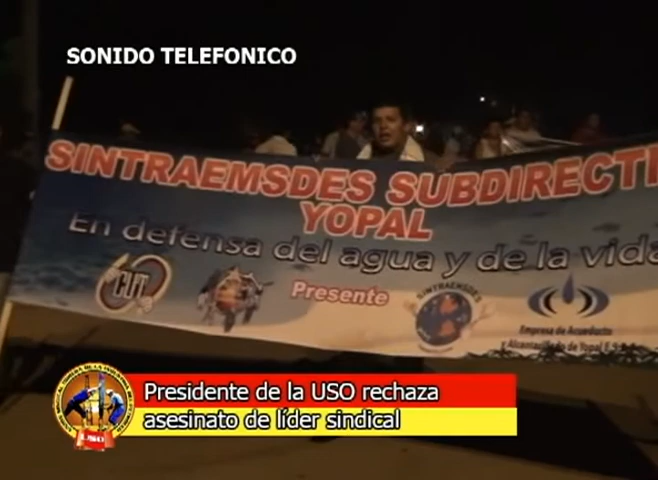 SONIDO TELEFONICO
SINTRAEMSDES SUBDIRECTI
YOPAL
En defensa del agua y de la vida
CUT
Presente
SINTRAEMSDES
Empresa de Acueducto
y Alcantarillado de Yopal E.
Presidente de la USO rechaza
asesinato de líder sindical
USO